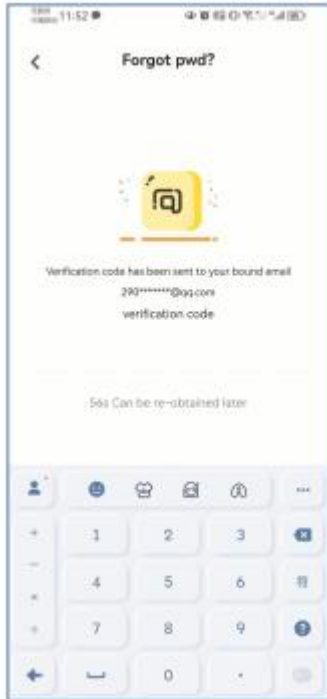 11:52
Forgot pwd?
Verification code has been sent to your bound email
290*******@qq.com
verification code
56s Can be re-obtained later
1 2 3
4 5 6
7 8 9
0 .